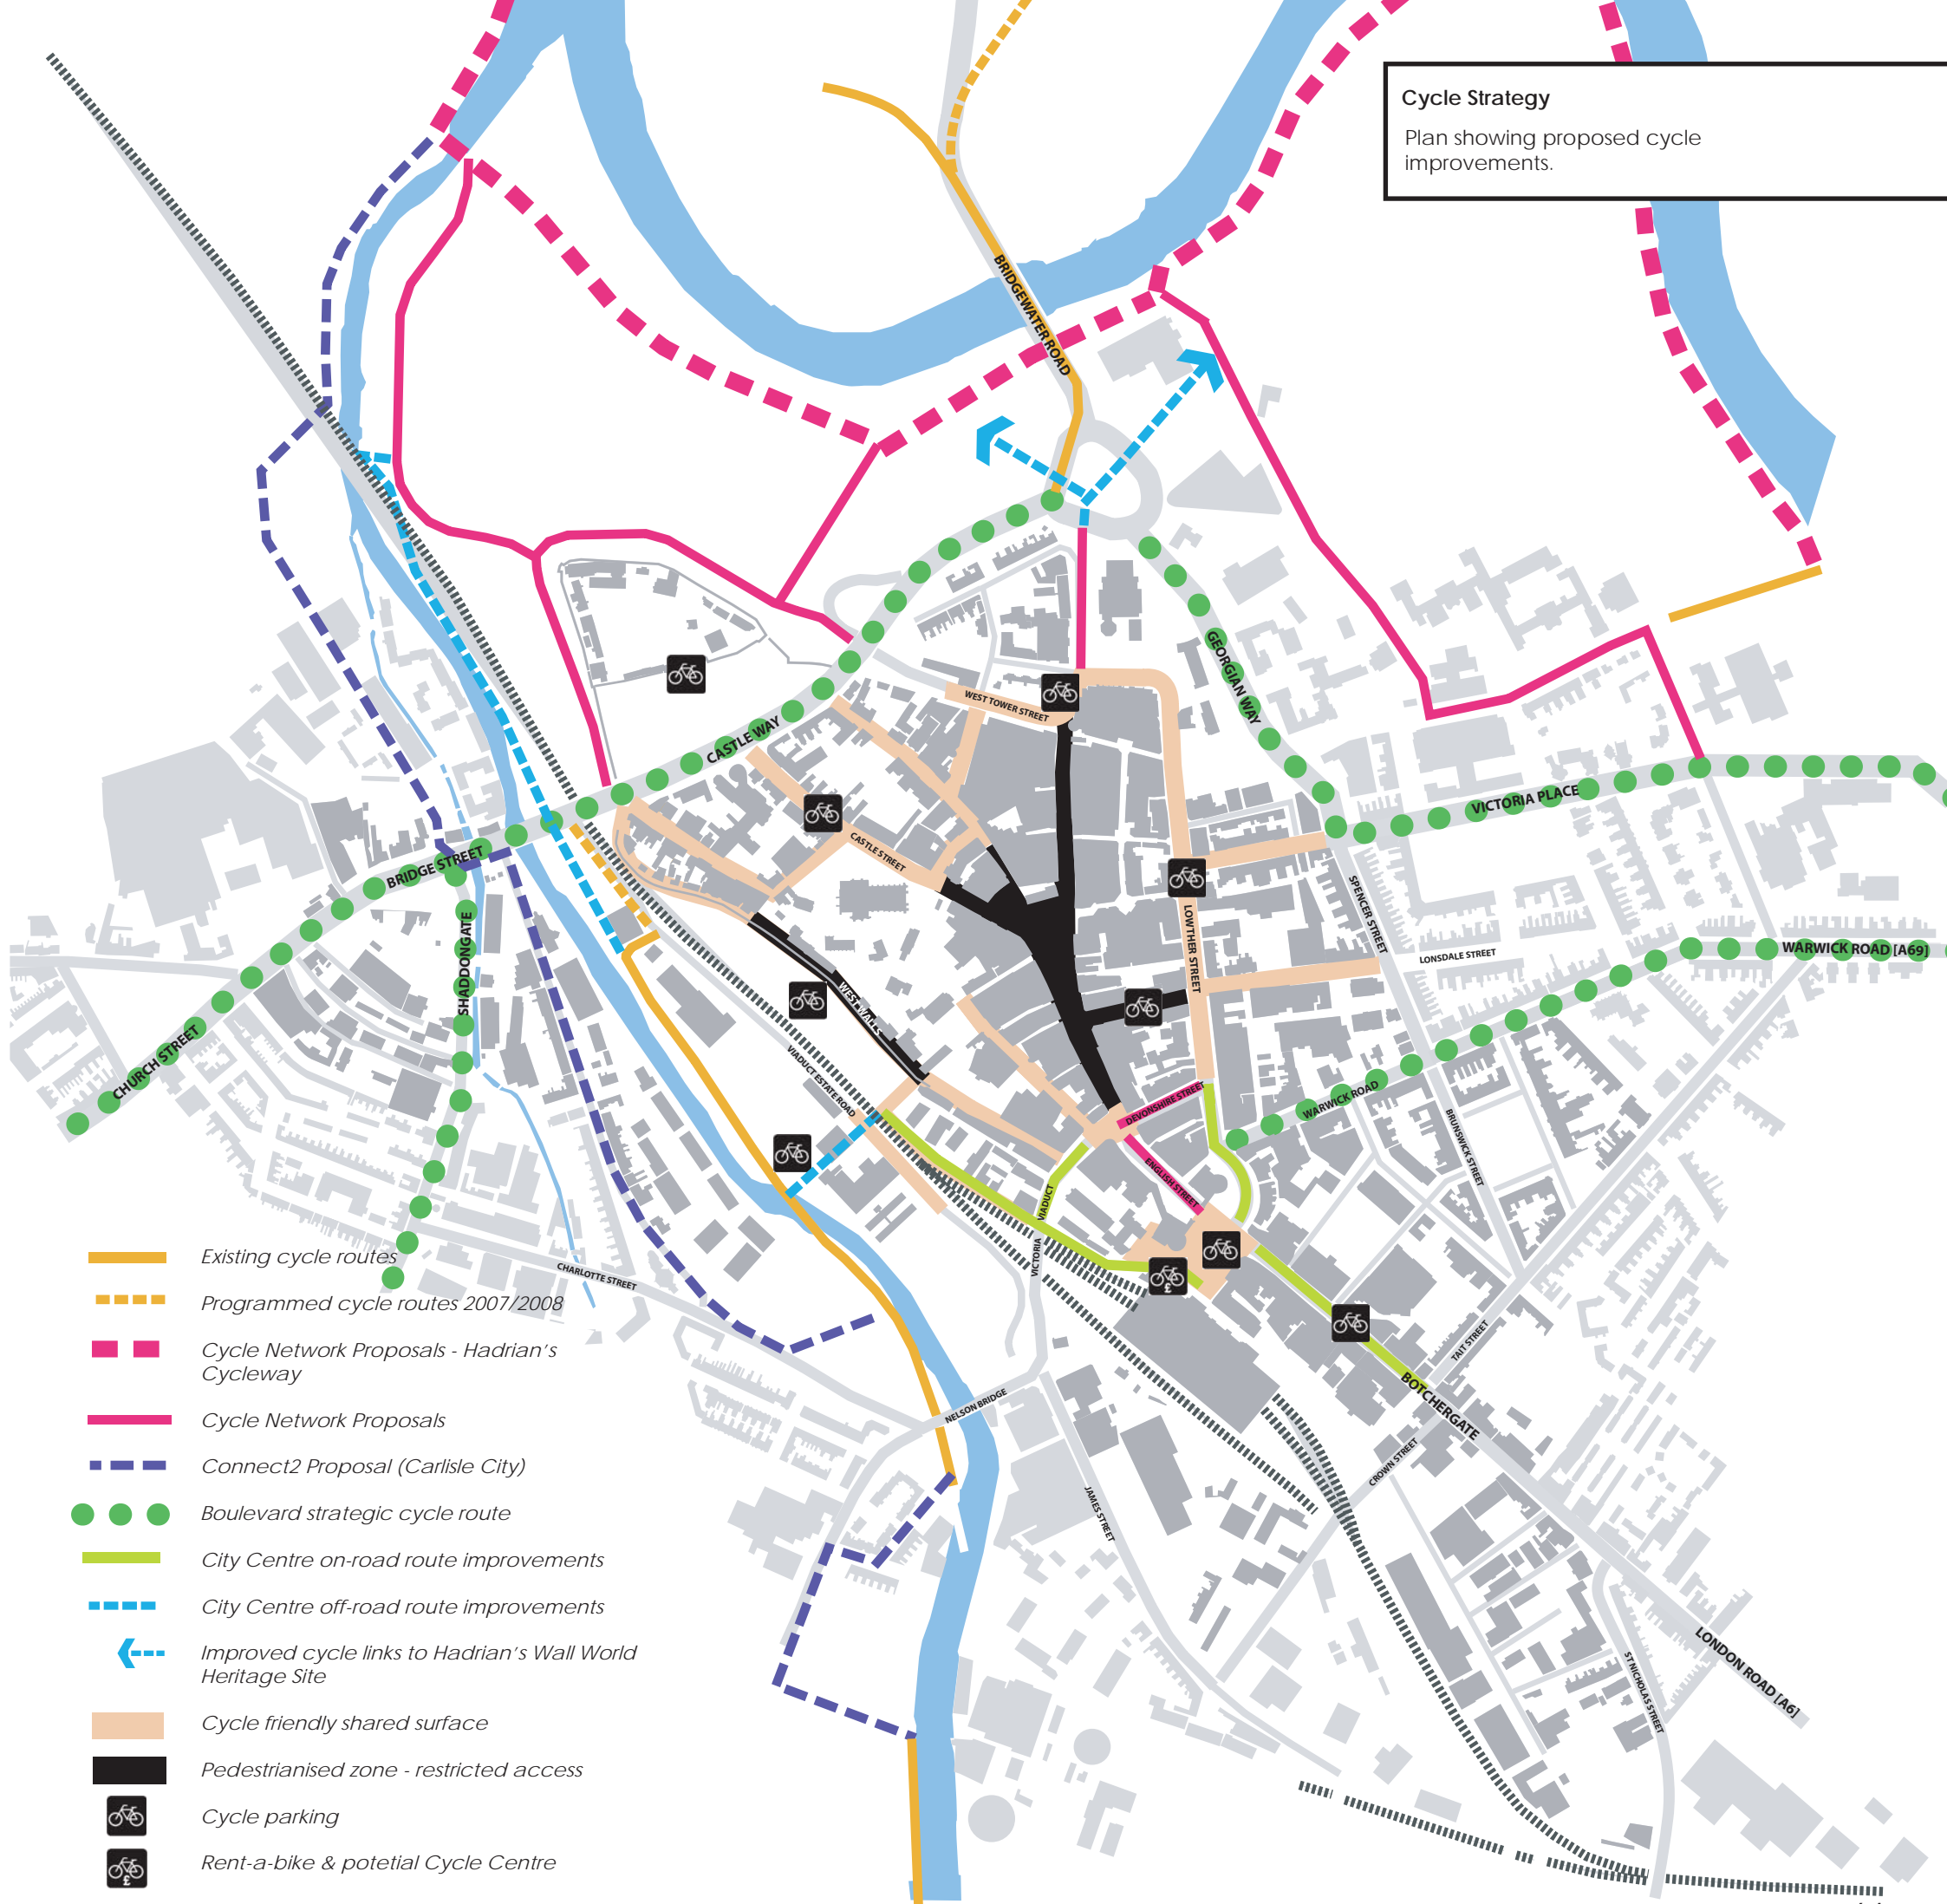 Cycle Strategy
Plan showing proposed cycle
improvements.
BRIDGEWATER ROAD
GEORGIAN WAY
WEST TOWER STREET
CASTLE WAY
VICTORIA PLACE
CASTLE STREET
BRIDGE STREET
SPENCER STREET
LOWTHER STREET
LONSDALE STREET
WARWICK ROAD [A69]
SHADDONGATE
WEST WALLS
CHURCH STREET
VIADUCT ESTATE ROAD
DEVONSHIRE STREET
WARWICK ROAD
BRUNSWICK STREET
ENGLISH STREET
VICTORIA
VIADUCT
CHARLOTTE STREET
TAIT STREET
BOTCHERGATE
NELSON BRIDGE
CROWN STREET
JAMES STREET
LONDON ROAD [A6]
ST NICHOLAS STREET
Existing cycle routes
Programmed cycle routes 2007/2008
Cycle Network Proposals - Hadrian's
Cycleway
Cycle Network Proposals
Connect2 Proposal (Carlisle City)
Boulevard strategic cycle route
City Centre on-road route improvements
City Centre off-road route improvements
Improved cycle links to Hadrian's Wall World
Heritage Site
Cycle friendly shared surface
Pedestrianised zone - restricted access
Cycle parking
£
Rent-a-bike & potetial Cycle Centre
£